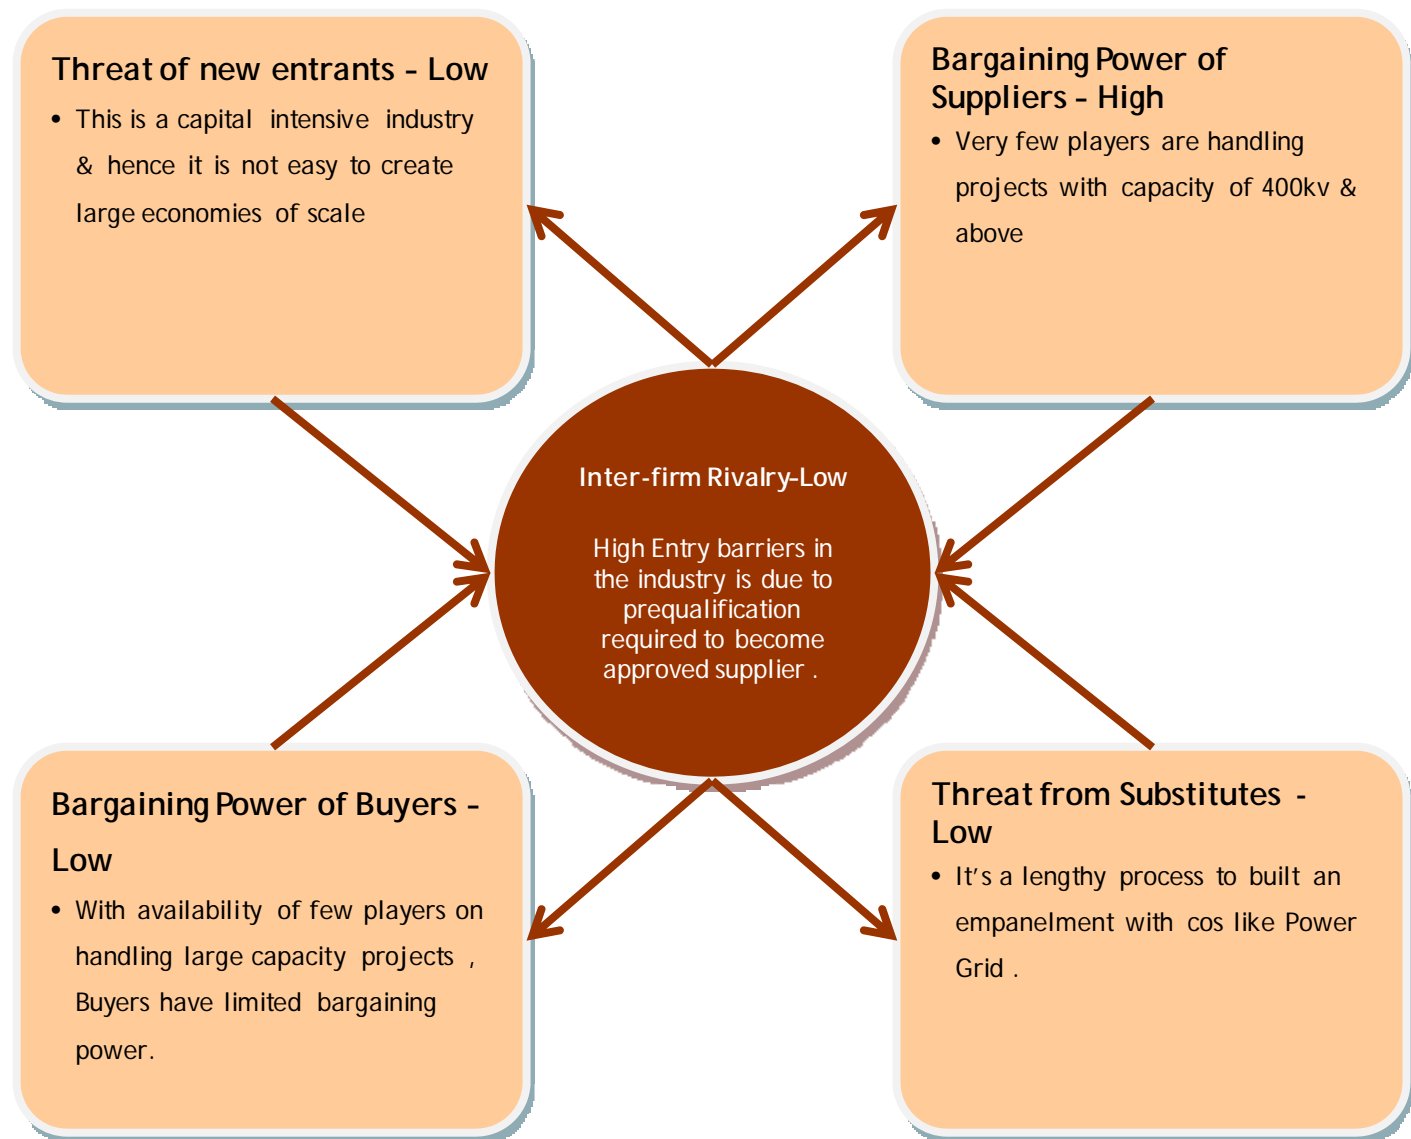 Threat of new entrants - Low
• This is a capital intensive industry
& hence it is not easy to create
large economies of scale
Bargaining Power of
Suppliers - High
• Very few players are handling
projects with capacity of 400kv &
above
Inter-firm Rivalry-Low
High Entry barriers in
the industry is due to
prequalification
required to become
approved supplier .
Bargaining Power of Buyers -
Low
• With availability of few players on
handling large capacity projects ,
Buyers have limited bargaining
power.
Threat from Substitutes -
Low
• It's a lengthy process to built an
empanelment with cos like Power
Grid .